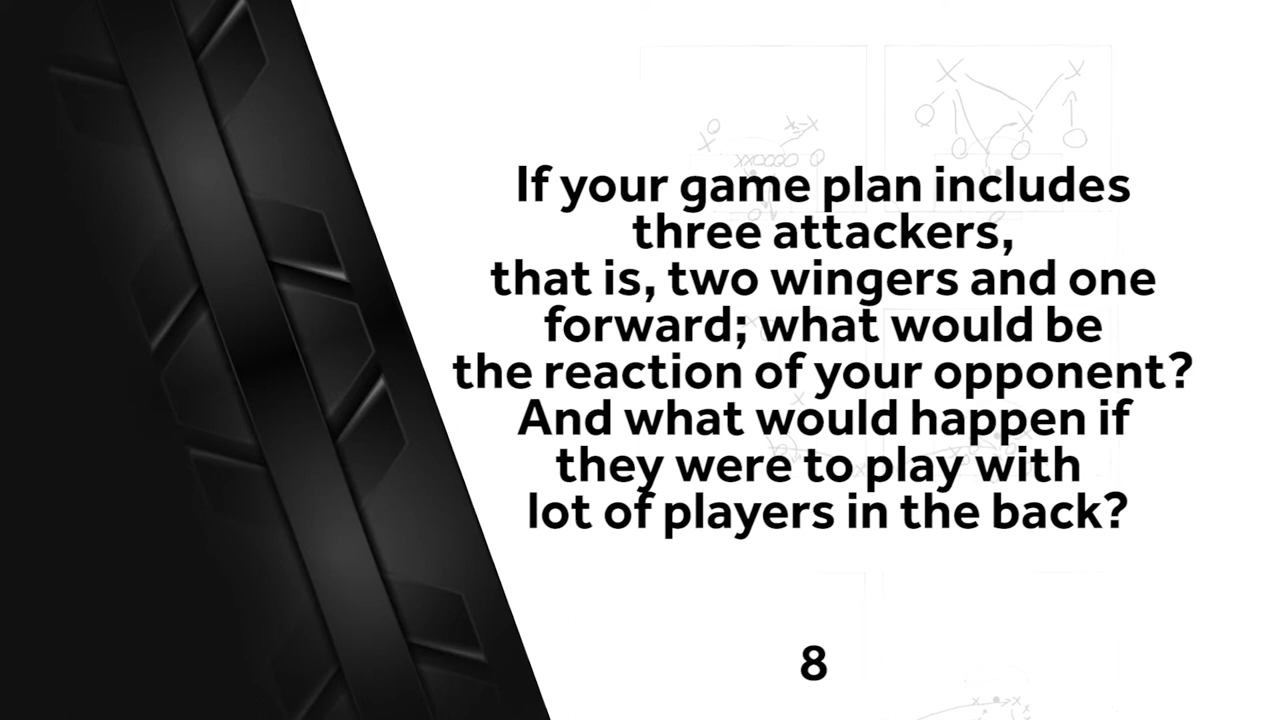 If your game plan includes
three attackers,
that is, two wingers and one
forward; what would be
the reaction of your opponent?
And what would happen if
they were to play with
lot of players in the back?
8